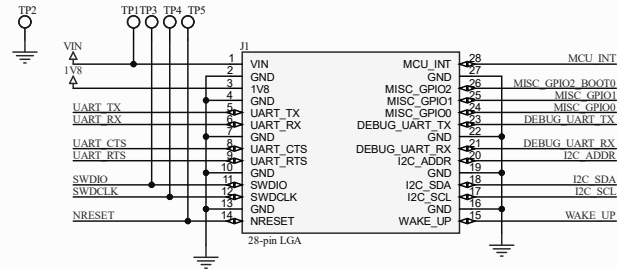 TP2
TP1 TP3 TP4 TP5
J1
VIN
1V8
1 VIN MCU_INT 28 MCU_INT
2 GND GND 27
3 1V8 MISC_GPIO2 26 MISC_GPIO2_BOOT0
4 GND MISC_GPIO1 25 MISC_GPIO1
UART_TX 5 UART_TX MISC_GPIO0 24 MISC_GPIO0
UART_RX 6 UART_RX DEBUG_UART_TX 23 DEBUG_UART_TX
7 GND GND 22
UART_CTS 8 UART_CTS DEBUG_UART_RX 21 DEBUG_UART_RX
UART_RTS 9 UART_RTS I2C_ADDR 20 I2C_ADDR
10 GND GND 19
SWDIO 11 SWDIO I2C_SDA 18 I2C_SDA
SWDCLK 12 SWDCLK I2C_SCL 17 I2C_SCL
13 GND GND 16
NRESET 14 NRESET WAKE_UP 15 WAKE_UP
28-pin LGA